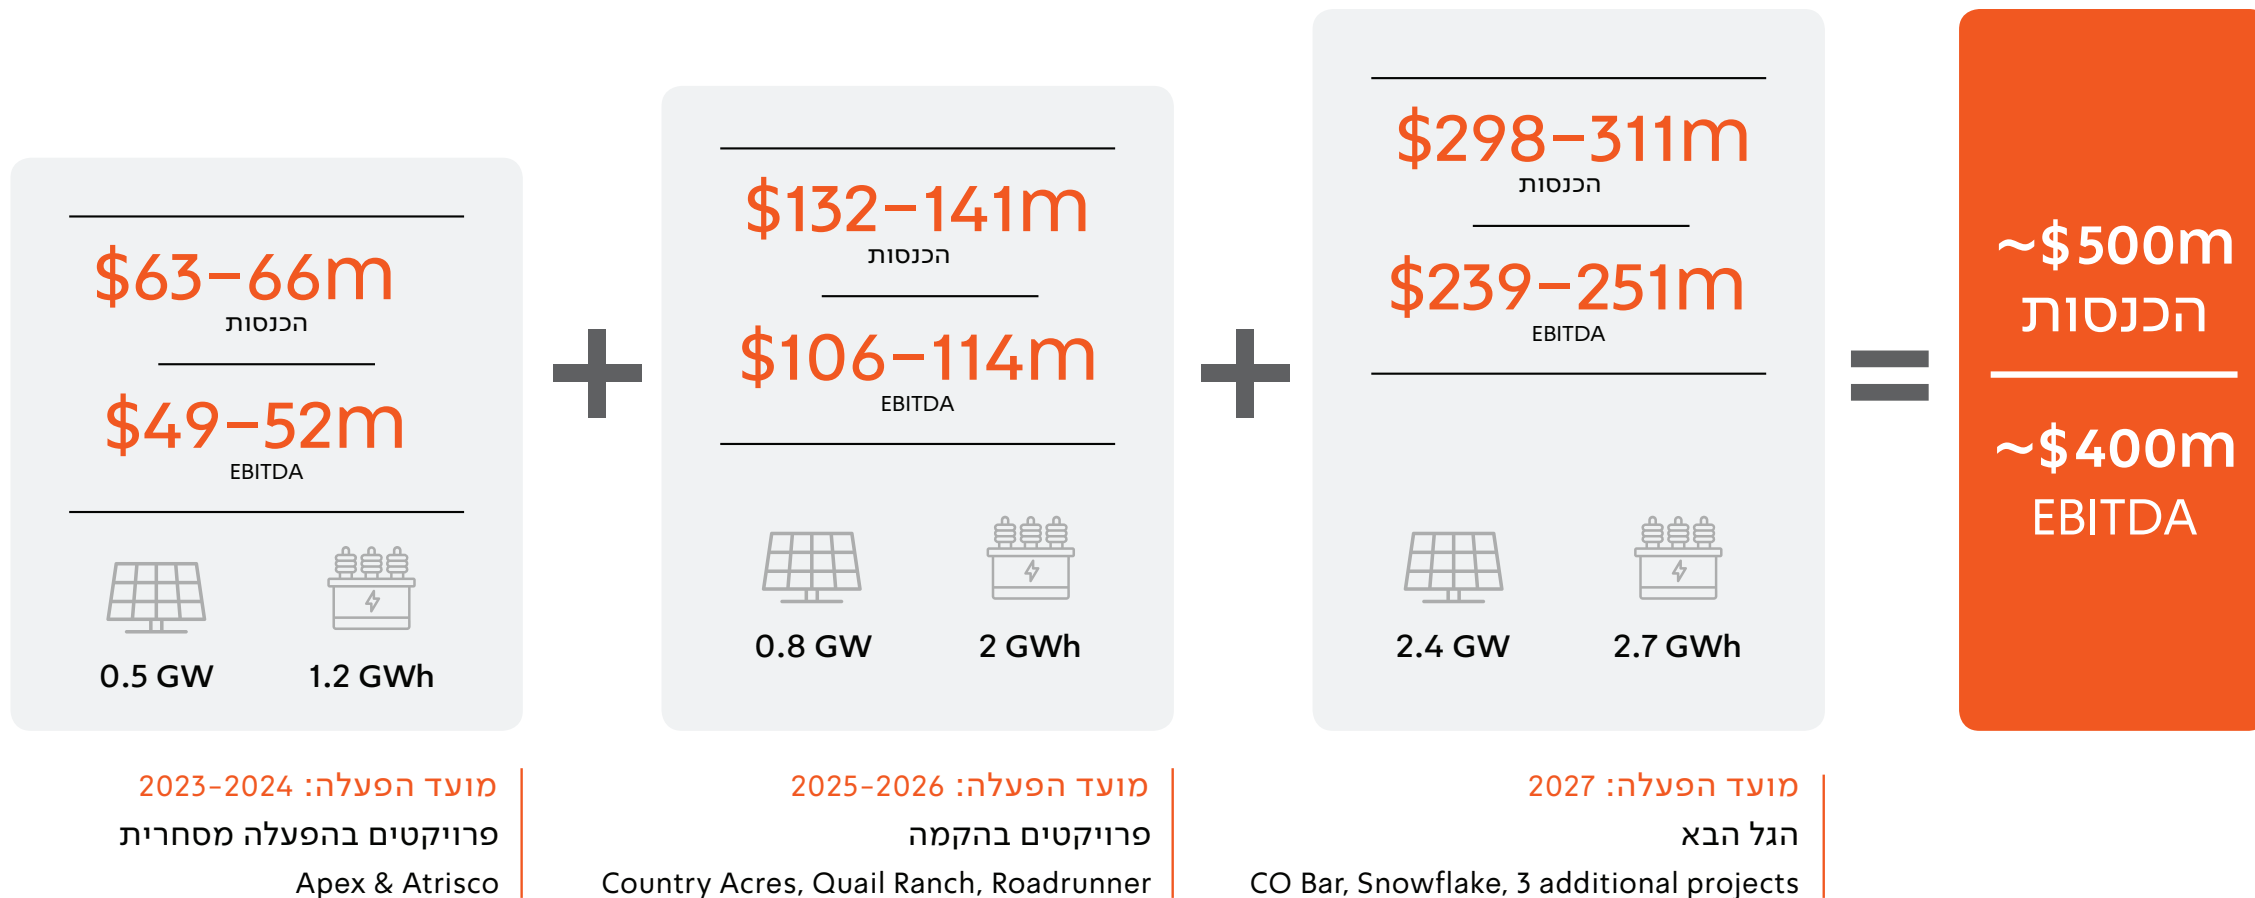 $63–66m
הכנסות
$49–52m
EBITDA
0.5 GW
1.2 GWh
מועד הפעלה: 2023-2024
פרויקטים בהפעלה מסחרית
Apex & Atrisco
+
$132–141m
הכנסות
$106–114m
EBITDA
0.8 GW
2 GWh
מועד הפעלה: 2025-2026
פרויקטים בהקמה
Country Acres, Quail Ranch, Roadrunner
+
$298–311m
הכנסות
$239–251m
EBITDA
2.4 GW
2.7 GWh
מועד הפעלה: 2027
הגל הבא
CO Bar, Snowflake, 3 additional projects
=
~$500m
הכנסות
~$400m
EBITDA